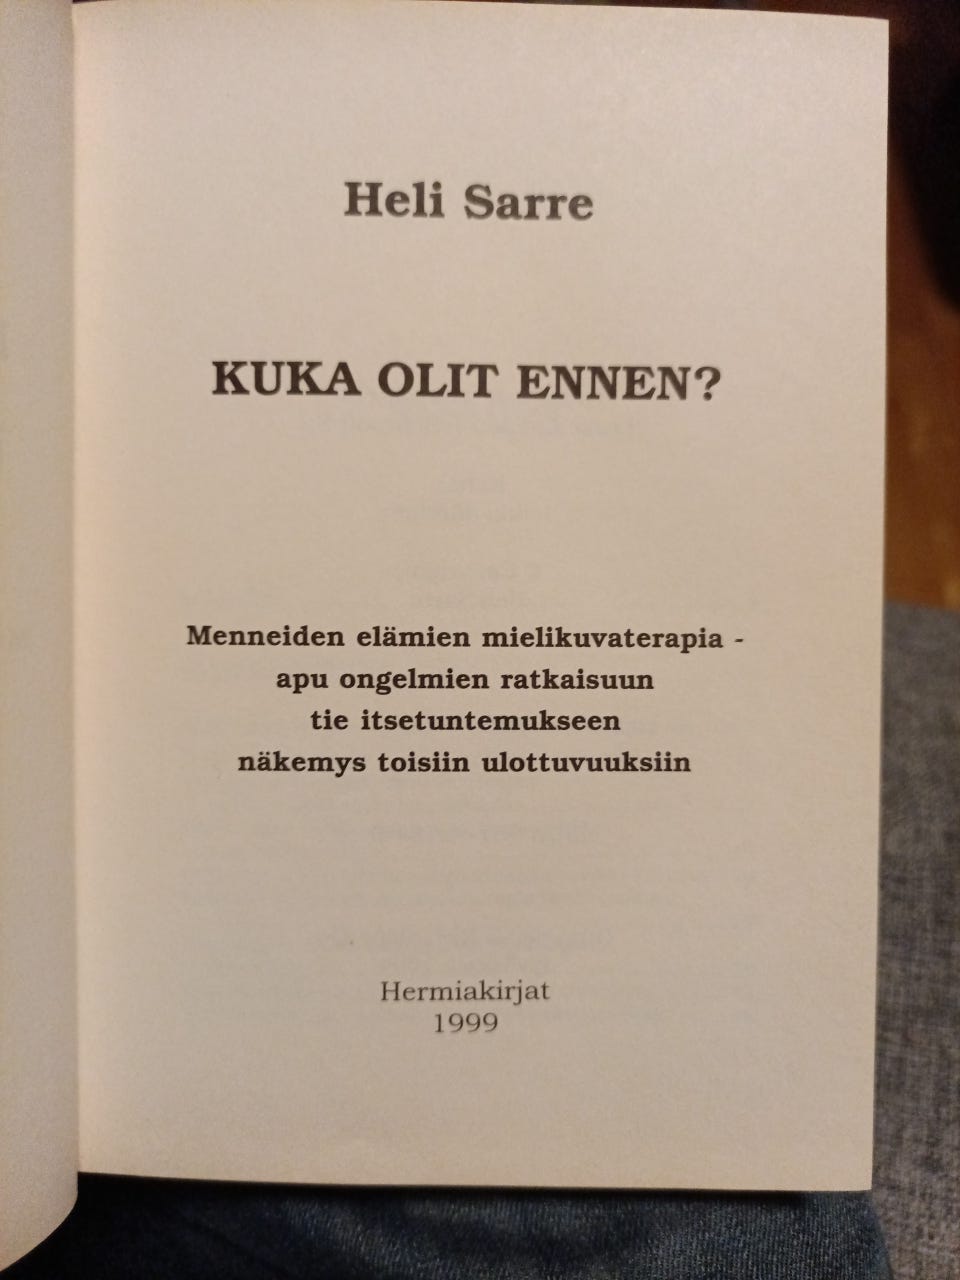 Heli Sarre
KUKA OLIT ENNEN?
Menneiden elämien mielikuvaterapia -
apu ongelmien ratkaisuun
tie itsetuntemukseen
näkemys toisiin ulottuvuuksiin
Hermiakirjat
1999